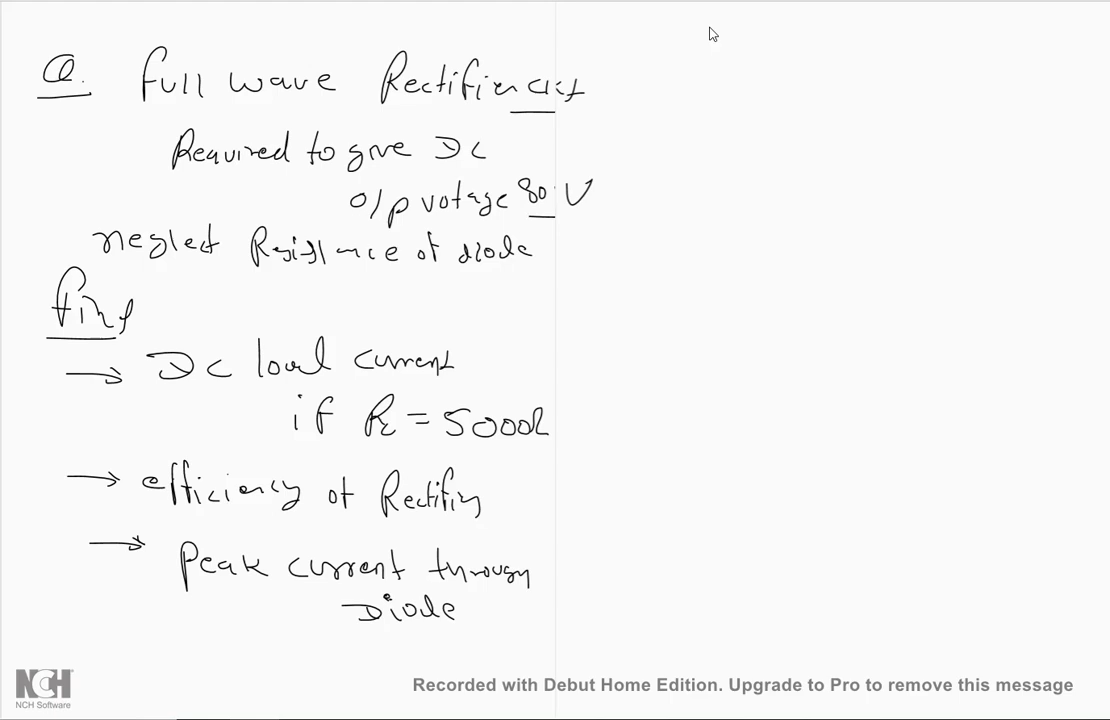 Q. Full wave Rectifier ckt
Required to give DC
o/p votage 80 V
neglect Resistance of diode
find
→ DC load current
if RL = 500Ω
→ efficiency of Rectifier
→ Peak current through
Diode
NCH
NCH Software
Recorded with Debut Home Edition. Upgrade to Pro to remove this message